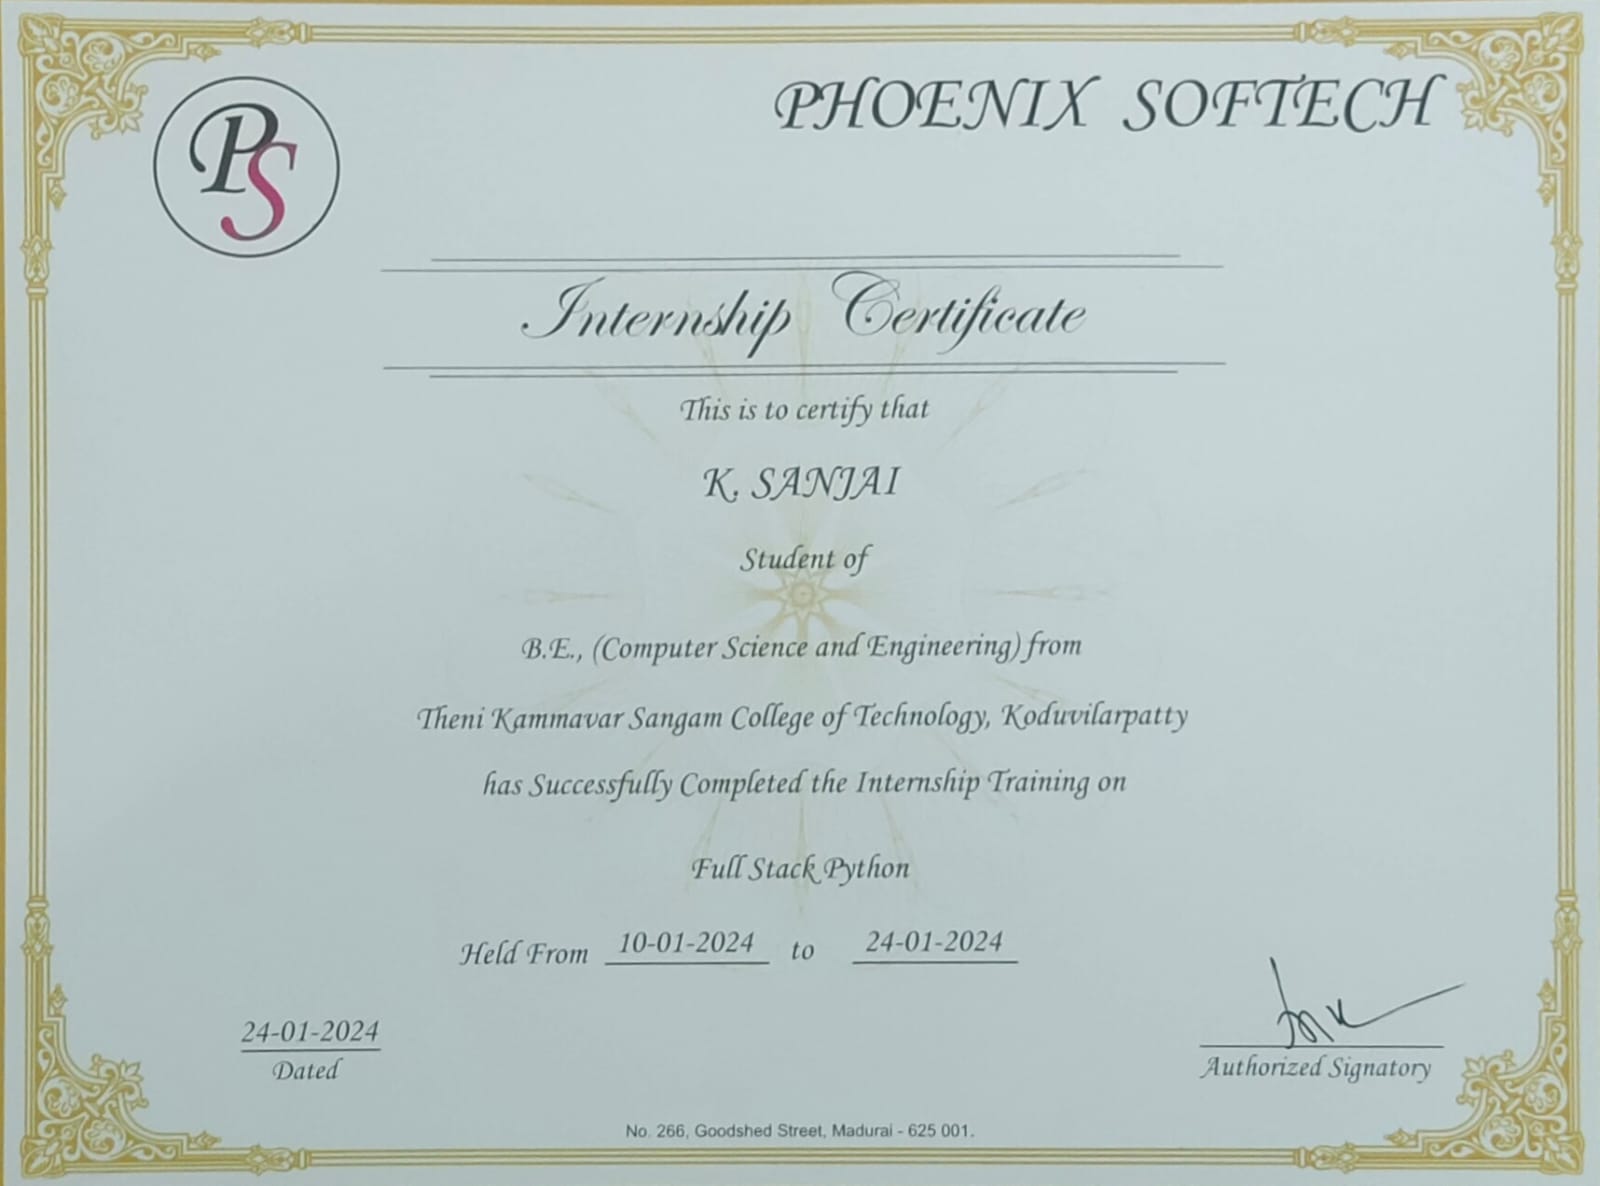 PS
PHOENIX SOFTECH
Internship Certificate
This is to certify that
K. SANJAI
Student of
B.E., (Computer Science and Engineering) from
Theni Kammavar Sangam College of Technology, Koduvilarpatty
has Successfully Completed the Internship Training on
Full Stack Python
Held From 10-01-2024 to 24-01-2024
24-01-2024
Dated
Authorized Signatory
No. 266, Goodshed Street, Madurai - 625 001.